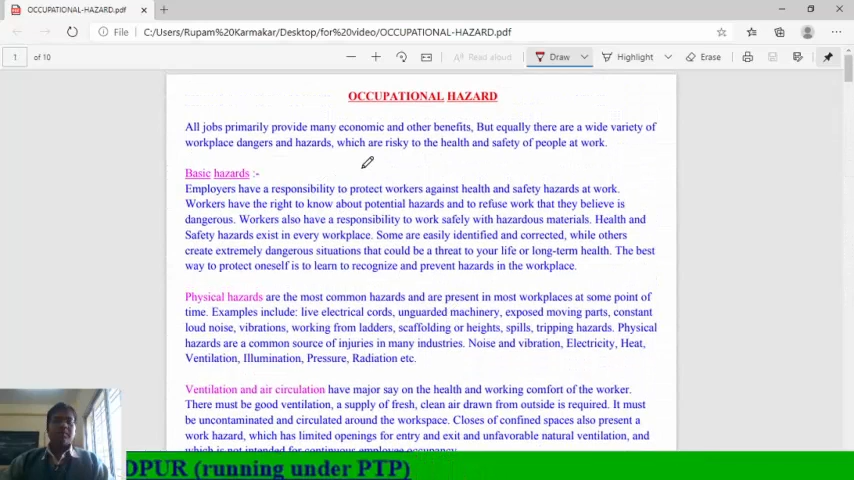 OCCUPATIONAL-HAZARD.pdf
File
C:/Users/Rupam%20Karmakar/Desktop/for%20video/OCCUPATIONAL-HAZARD.pdf
1 of 10
Read aloud
Draw
Highlight
Erase
OCCUPATIONAL HAZARD
All jobs primarily provide many economic and other benefits, But equally there are a wide variety of
workplace dangers and hazards, which are risky to the health and safety of people at work.
Basic hazards :-
Employers have a responsibility to protect workers against health and safety hazards at work.
Workers have the right to know about potential hazards and to refuse work that they believe is
dangerous. Workers also have a responsibility to work safely with hazardous materials. Health and
Safety hazards exist in every workplace. Some are easily identified and corrected, while others
create extremely dangerous situations that could be a threat to your life or long-term health. The best
way to protect oneself is to learn to recognize and prevent hazards in the workplace.
Physical hazards are the most common hazards and are present in most workplaces at some point of
time. Examples include: live electrical cords, unguarded machinery, exposed moving parts, constant
loud noise, vibrations, working from ladders, scaffolding or heights, spills, tripping hazards. Physical
hazards are a common source of injuries in many industries. Noise and vibration, Electricity, Heat,
Ventilation, Illumination, Pressure, Radiation etc.
Ventilation and air circulation have major say on the health and working comfort of the worker.
There must be good ventilation, a supply of fresh, clean air drawn from outside is required. It must
be uncontaminated and circulated around the workspace. Closes of confined spaces also present a
work hazard, which has limited openings for entry and exit and unfavorable natural ventilation, and
which is not intended for continuous employee occupancy.
DPUR (running under PTP)